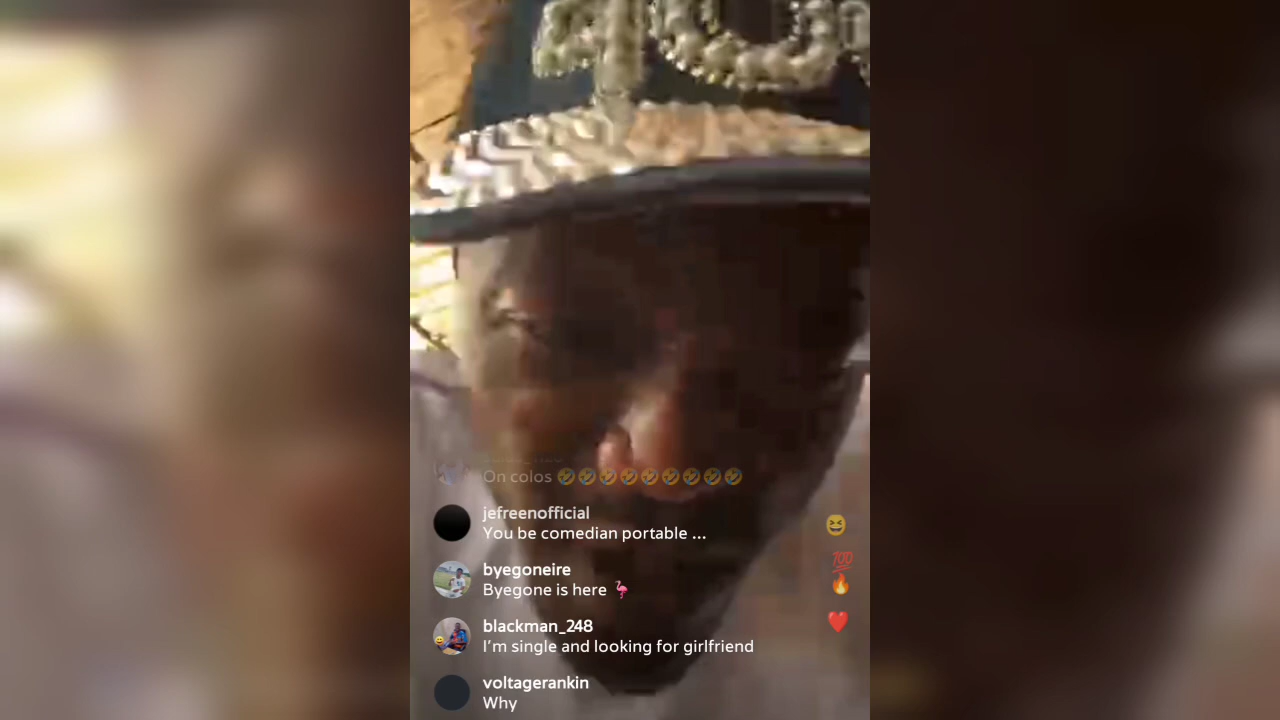 On colos 🤣🤣🤣🤣🤣🤣🤣🤣🤣
jefreenofficial
You be comedian portable ...
byegoneire
Byegone is here 🦩
blackman_248
I'm single and looking for girlfriend
voltagerankin
Why
💯